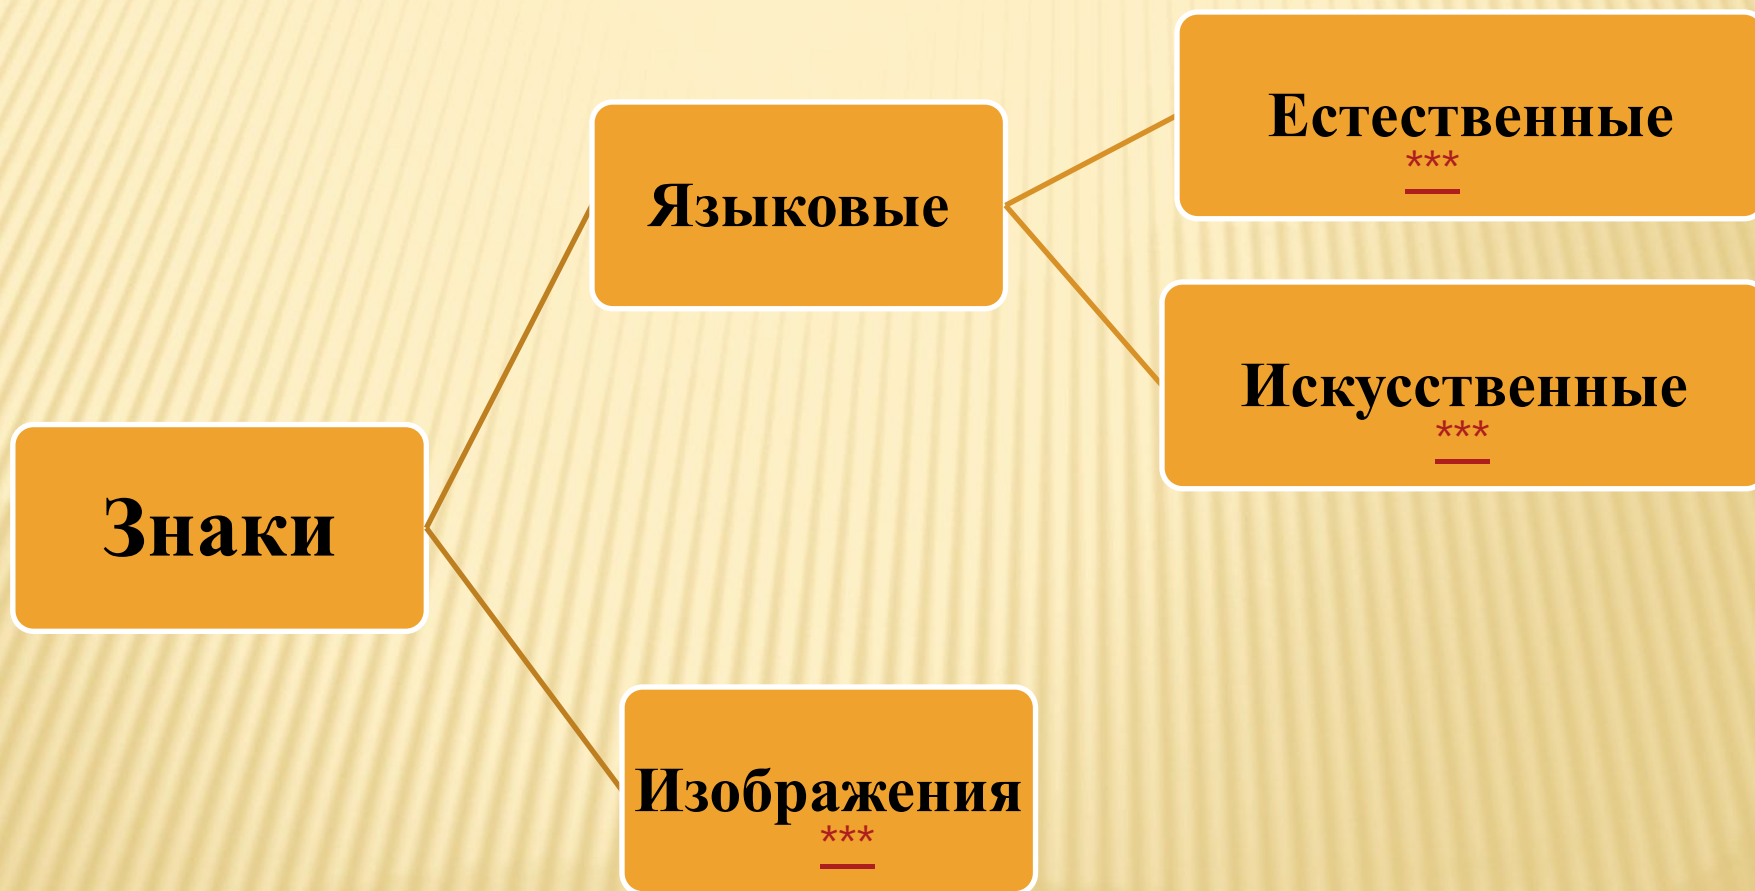 Естественные
***
Языковые
Искусственные
***
Знаки
Изображения
***